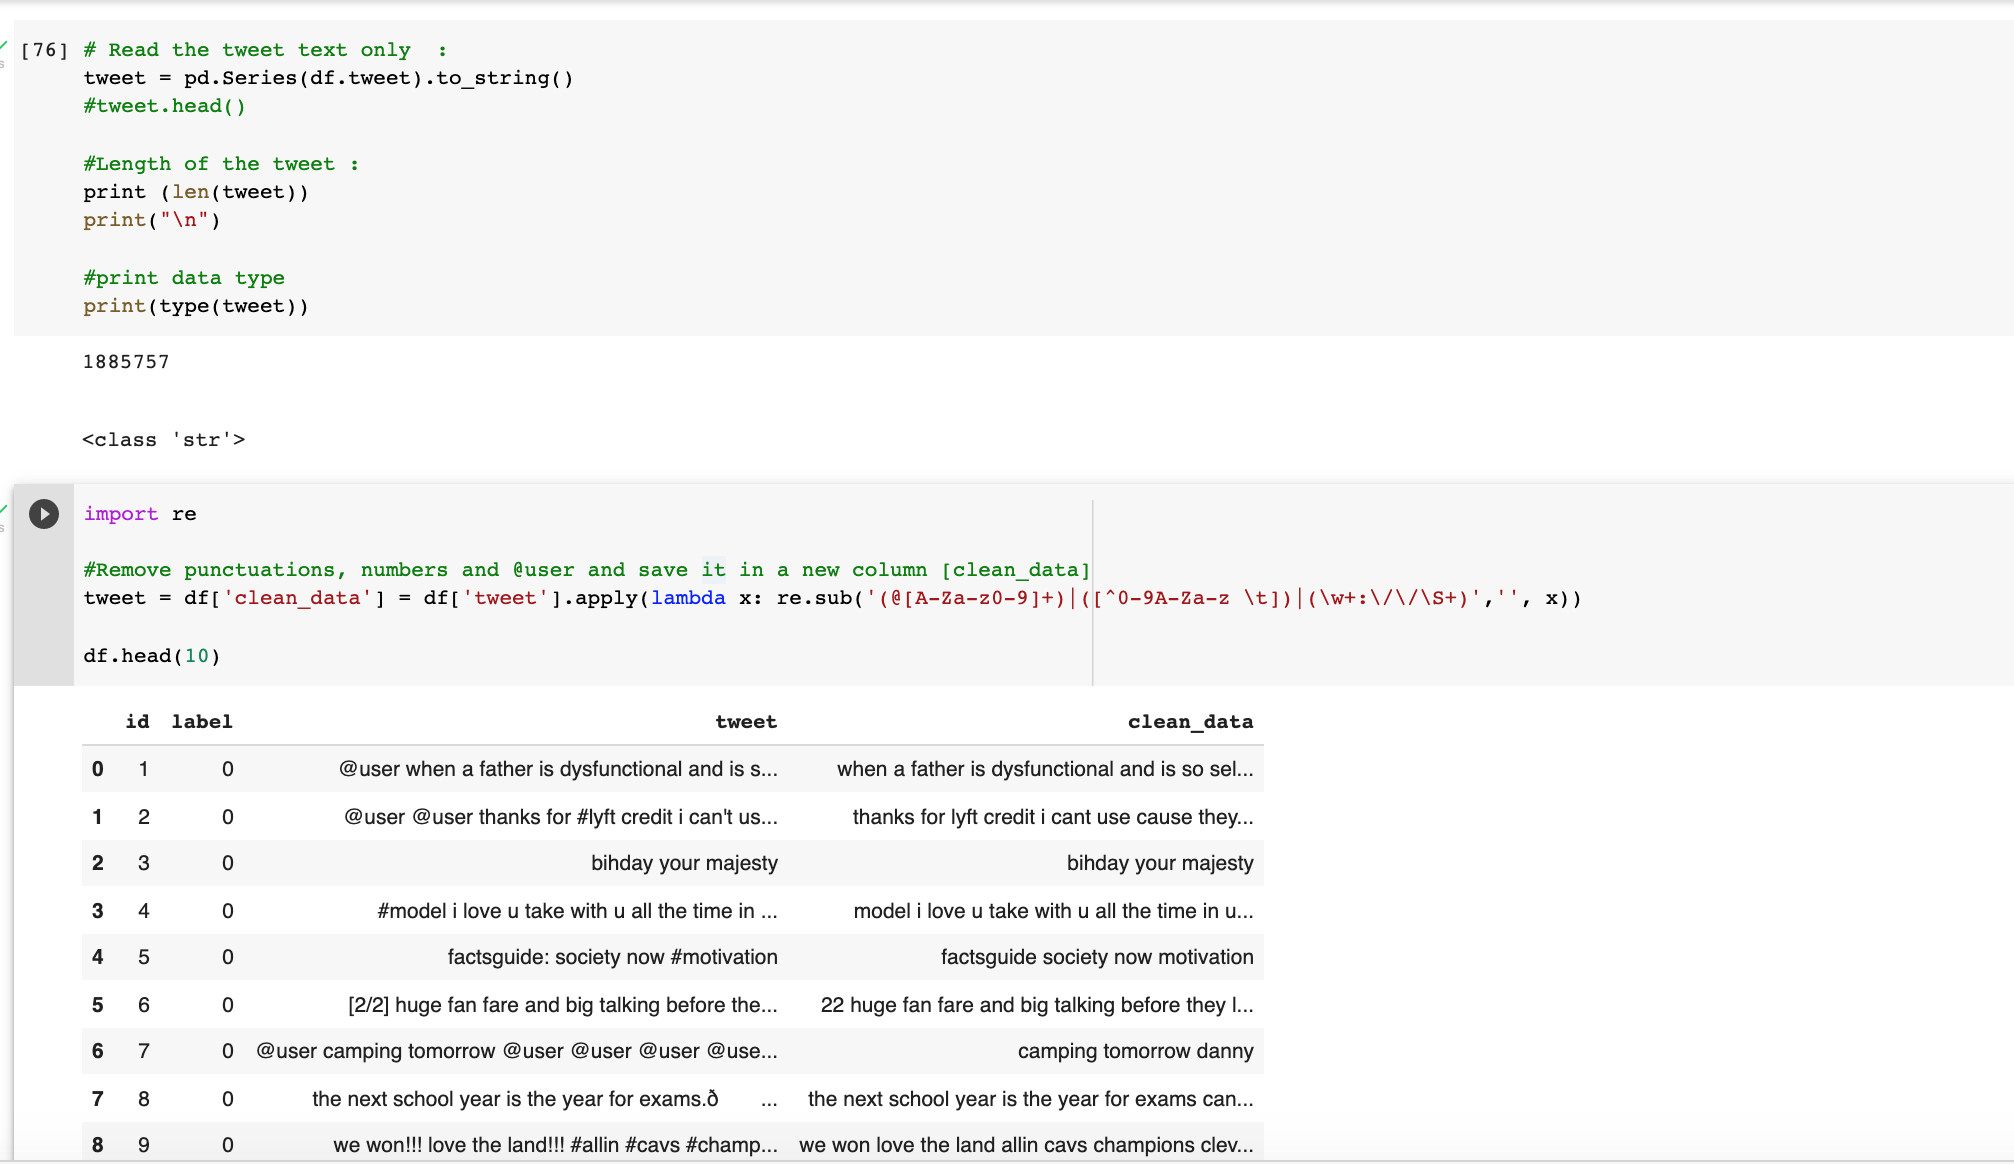 [76] # Read the tweet text only  :
tweet = pd.Series(df.tweet).to_string()
#tweet.head()
#Length of the tweet :
print (len(tweet))
print("\n")
#print data type
print(type(tweet))
1885757
<class 'str'>
import re
#Remove punctuations, numbers and @user and save it in a new column [clean_data]
tweet = df['clean_data'] = df['tweet'].apply(lambda x: re.sub('(@[A-Za-z0-9]+)|([^0-9A-Za-z \t])|(\w+:\/\/\S+)','', x))
df.head(10)
id label tweet clean_data
0 1 0 @user when a father is dysfunctional and is s... when a father is dysfunctional and is so sel...
1 2 0 @user @user thanks for #lyft credit i can't us... thanks for lyft credit i cant use cause they...
2 3 0 bihday your majesty bihday your majesty
3 4 0 #model i love u take with u all the time in ... model i love u take with u all the time in u...
4 5 0 factsguide: society now #motivation factsguide society now motivation
5 6 0 [2/2] huge fan fare and big talking before the... 22 huge fan fare and big talking before they l...
6 7 0 @user camping tomorrow @user @user @user @use... camping tomorrow danny
7 8 0 the next school year is the year for exams.ð ... the next school year is the year for exams can...
8 9 0 we won!!! love the land!!! #allin #cavs #champ... we won love the land allin cavs champions clev...